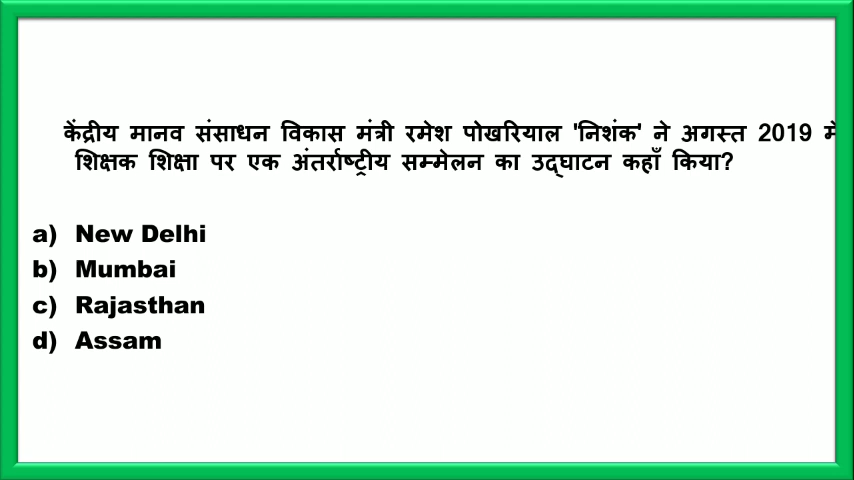 केंद्रीय मानव संसाधन विकास मंत्री रमेश पोखरियाल 'निशंक' ने अगस्त 2019 में
शिक्षक शिक्षा पर एक अंतर्राष्ट्रीय सम्मेलन का उद्घाटन कहाँ किया?
a) New Delhi
b) Mumbai
c) Rajasthan
d) Assam